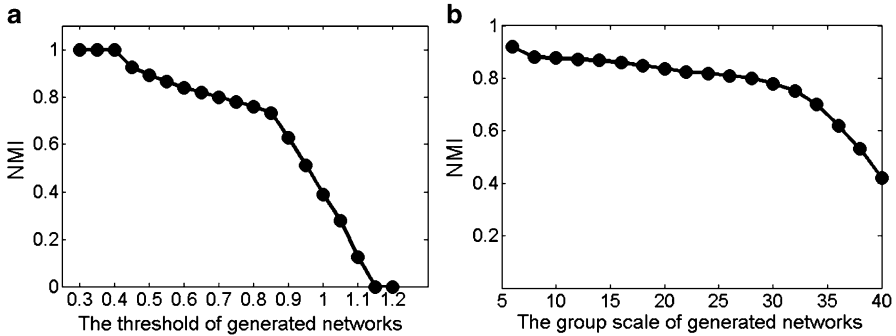 a
1
0.8
0.6
0.4
0.2
0
NMI
0.3 0.4 0.5 0.6 0.7 0.8 0.9 1 1.1 1.2
The threshold of generated networks
b
1
0.8
0.6
0.4
0.2
NMI
5 10 15 20 25 30 35 40
The group scale of generated networks